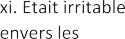 xi. Etait irritable
envers les